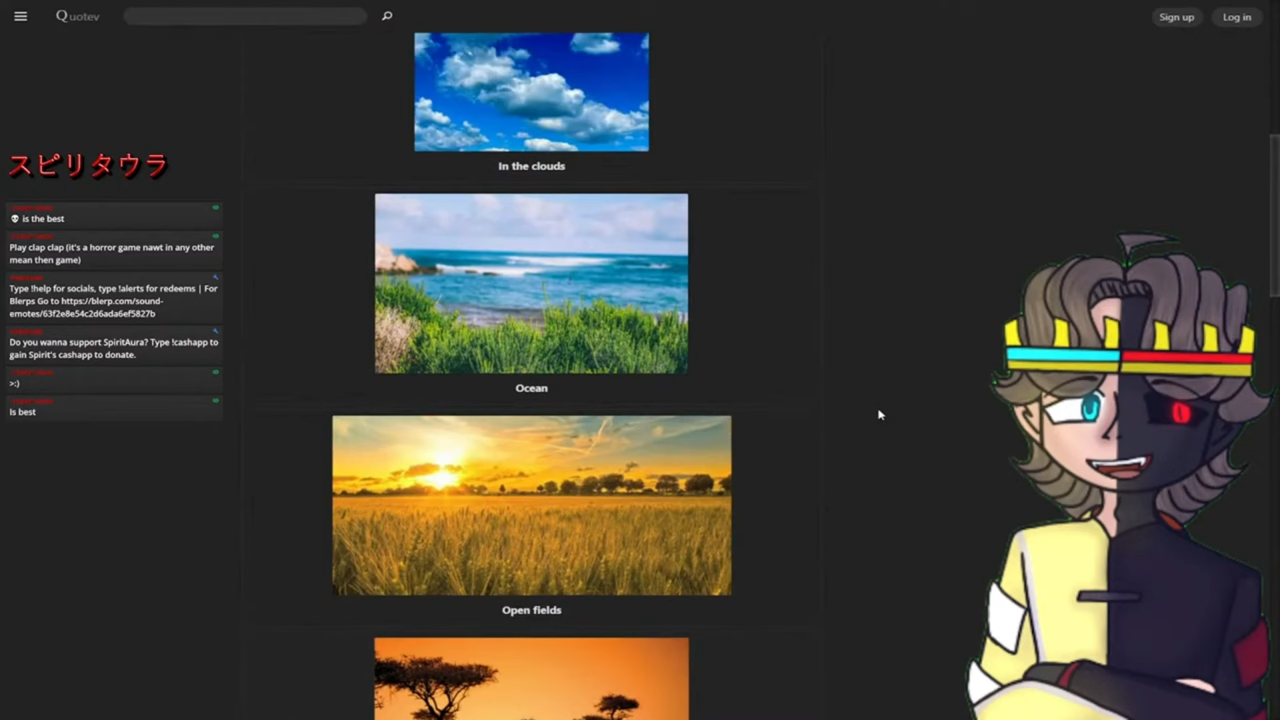 Quotev
Sign up
Log in
In the clouds
スピリタウラ
💀 is the best
Play clap clap (it's a horror game nawt in any other
mean then game)
Type !help for socials, type !alerts for redeems | For
Blerps Go to https://blerp.com/sound-
emotes/63f2e8e54c2d6ada6ef5827b
Do you wanna support SpiritAura? Type !cashapp to
gain Spirit's cashapp to donate.
>:)
Is best
Ocean
Open fields